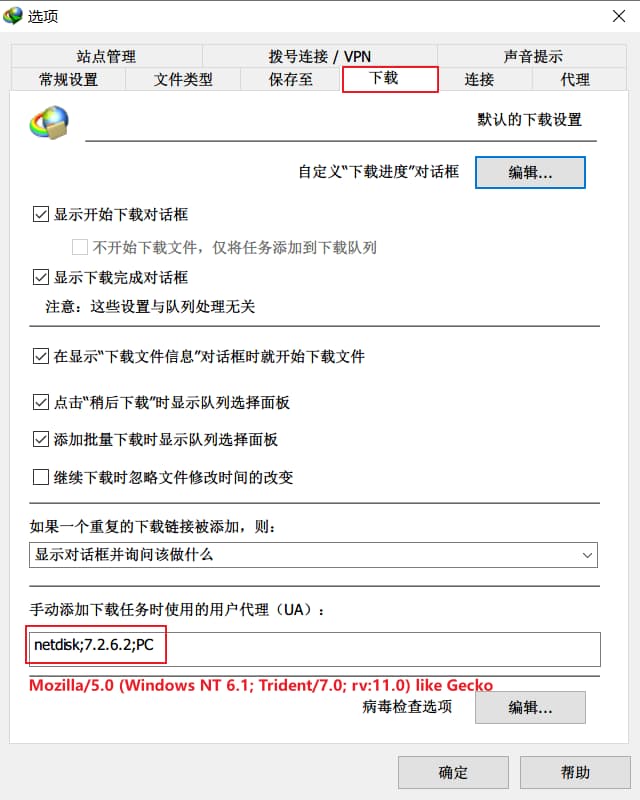 选项
站点管理
拨号连接 / VPN
声音提示
常规设置
文件类型
保存至
下载
连接
代理
默认的下载设置
自定义“下载进度”对话框
编辑...
显示开始下载对话框
不开始下载文件，仅将任务添加到下载队列
显示下载完成对话框
注意：这些设置与队列处理无关
在显示“下载文件信息”对话框时就开始下载文件
点击“稍后下载”时显示队列选择面板
添加批量下载时显示队列选择面板
继续下载时忽略文件修改时间的改变
如果一个重复的下载链接被添加，则：
显示对话框并询问该做什么
手动添加下载任务时使用的用户代理（UA）：
netdisk;7.2.6.2;PC
Mozilla/5.0 (Windows NT 6.1; Trident/7.0; rv:11.0) like Gecko
病毒检查选项
编辑...
确定
帮助